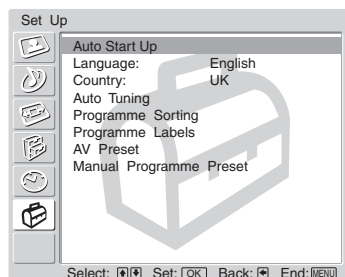 Set Up
Auto Start Up
Language: English
Country: UK
Auto Tuning
Programme Sorting
Programme Labels
AV Preset
Manual Programme Preset
Select: Set: OK Back: End: MENU